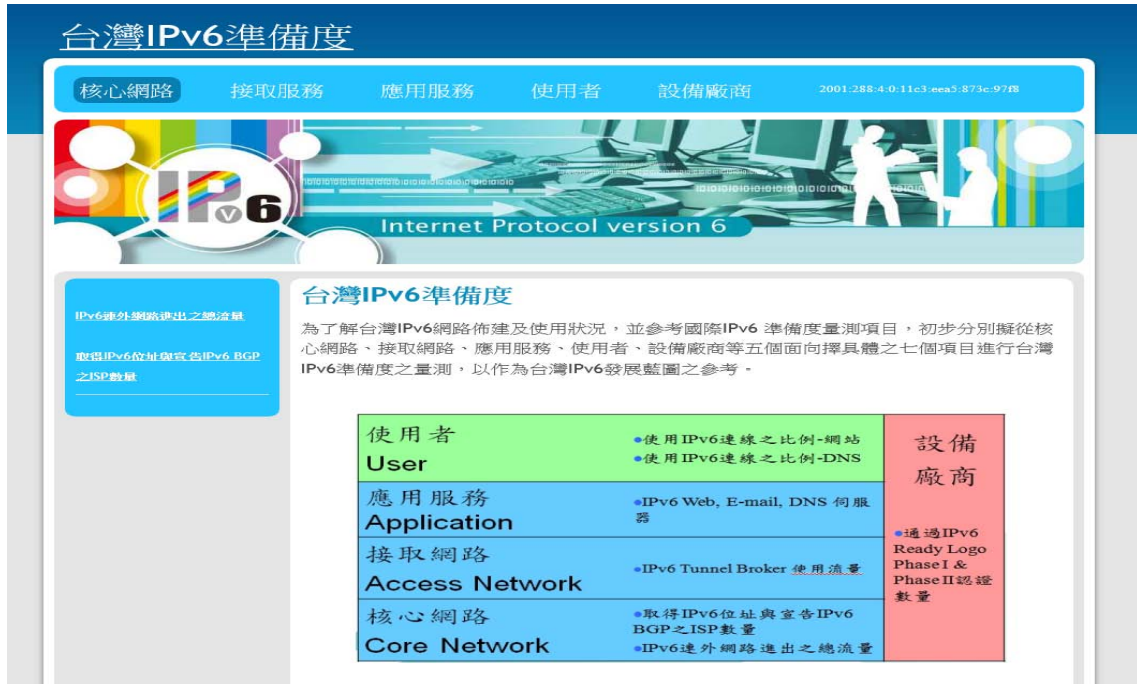 台灣IPv6準備度
核心網路 接取服務 應用服務 使用者 設備廠商 2001:288:4:0:11c3:eea5:873c:97f8
IPv6
Internet Protocol version 6
IPv6連外網路進出之總流量
取得IPv6位址與宣告IPv6 BGP
之ISP數量
台灣IPv6準備度
為了解台灣IPv6網路佈建及使用狀況，並參考國際IPv6 準備度量測項目，初步分別擬從核
心網路、接取網路、應用服務、使用者、設備廠商等五個面向擇具體之七個項目進行台灣
IPv6準備度之量測，以作為台灣IPv6發展藍圖之參考。
使用者
User
•使用IPv6連線之比例-網站
•使用IPv6連線之比例-DNS
應用服務
Application
•IPv6 Web, E-mail, DNS 伺服
器
接取網路
Access Network
•IPv6 Tunnel Broker 使用流量
核心網路
Core Network
•取得IPv6位址與宣告IPv6
BGP之ISP數量
•IPv6連外網路進出之總流量
設備
廠商
•通過IPv6
Ready Logo
Phase I &
Phase II認證
數量